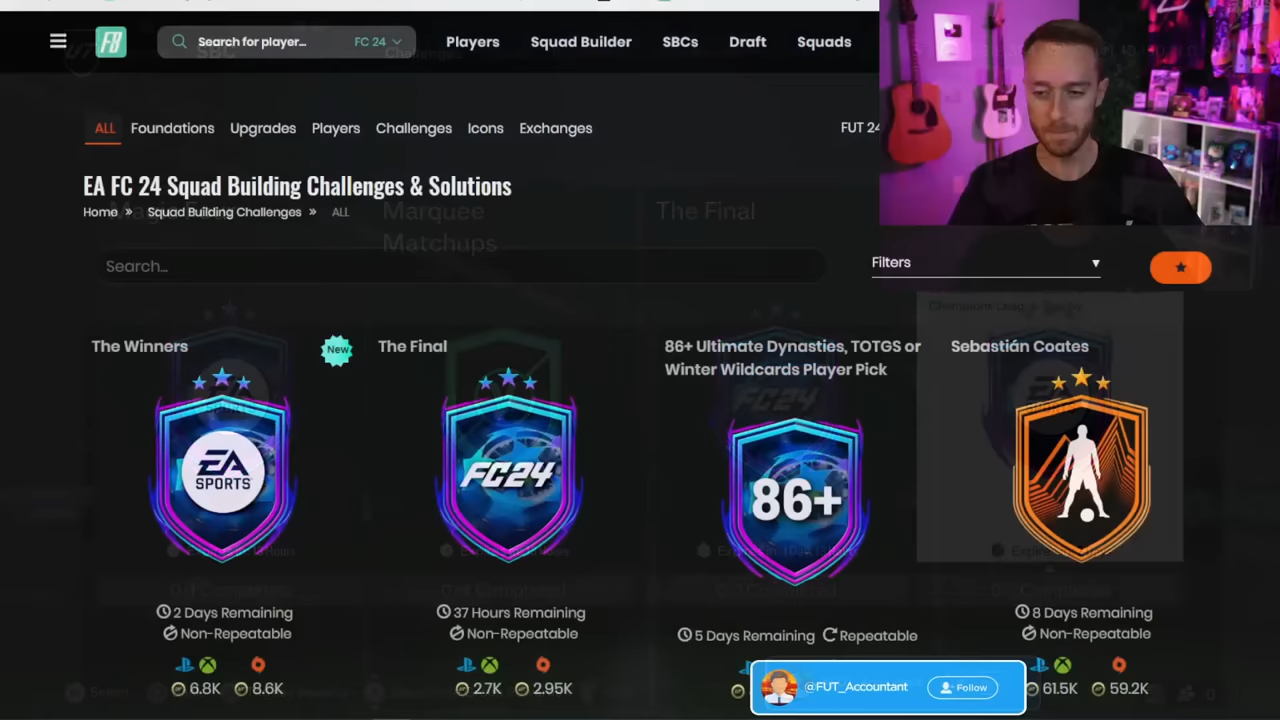 Search for player... FC 24
Players Squad Builder SBCs Draft Squads
ALL Foundations Upgrades Players Challenges Icons Exchanges
FUT 24
EA FC 24 Squad Building Challenges & Solutions
Home » Squad Building Challenges » ALL
Marquee
Matchups
The Final
Search...
Filters
The Winners
New
The Final
86+ Ultimate Dynasties, TOTGS or
Winter Wildcards Player Pick
Sebastián Coates
EA
SPORTS
FC24
86+
2 Days Remaining
Non-Repeatable
6.8K 8.6K
37 Hours Remaining
Non-Repeatable
2.7K 2.95K
5 Days Remaining Repeatable
8 Days Remaining
Non-Repeatable
61.5K 59.2K
@FUT_Accountant Follow